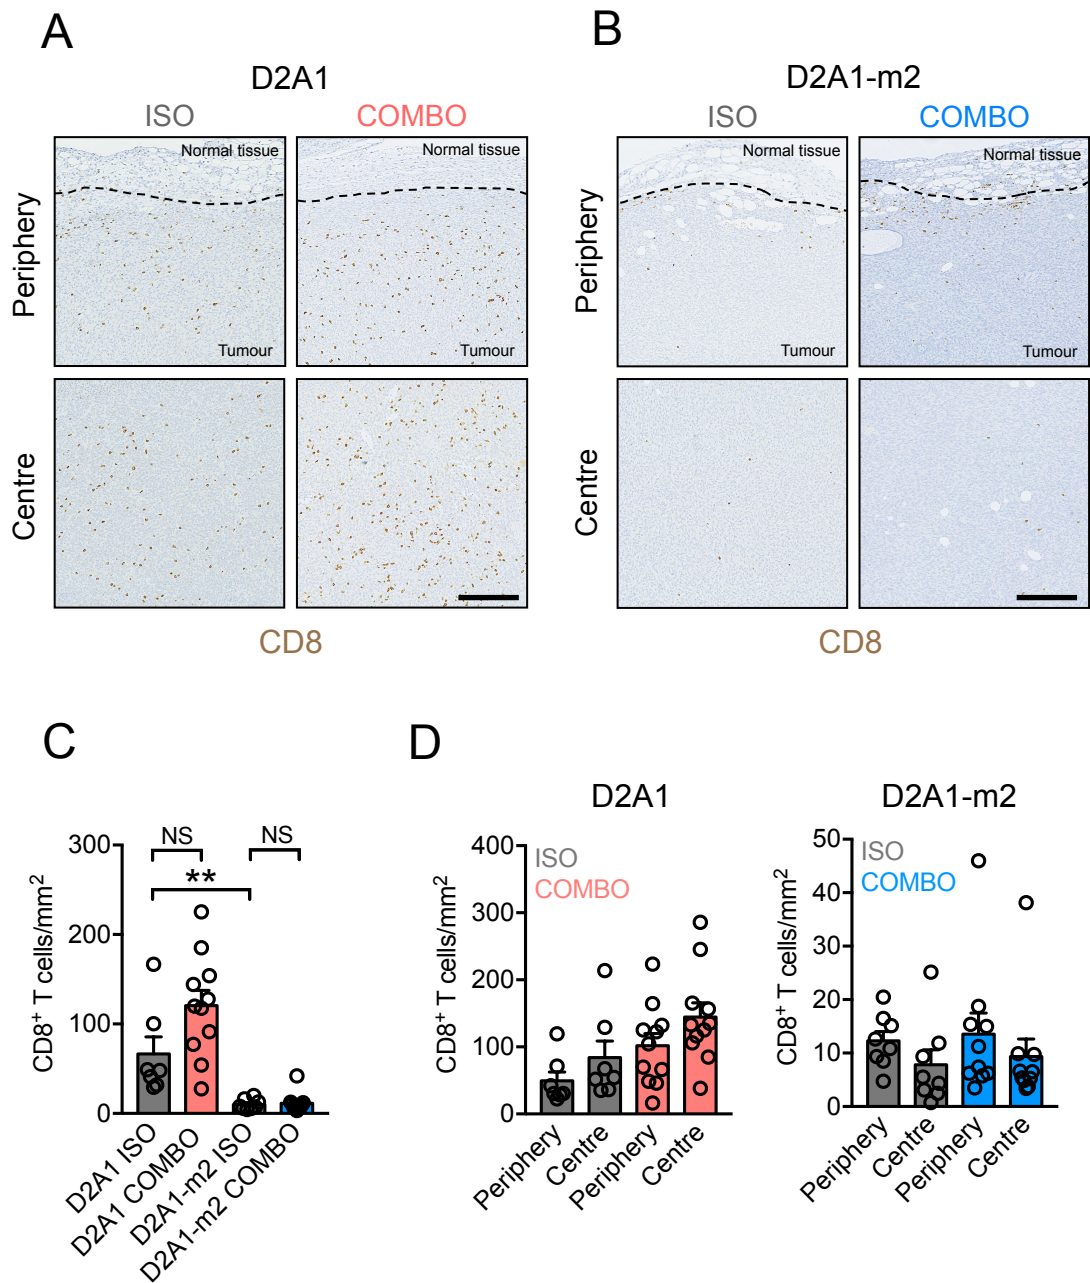 A
B
D2A1
D2A1-m2
ISO
COMBO
ISO
COMBO
Periphery
Normal tissue
Tumour
Normal tissue
Tumour
Periphery
Normal tissue
Tumour
Normal tissue
Tumour
Centre
Centre
CD8
CD8
C
CD8+ T cells/mm2
300
200
100
0
NS
NS
**
D2A1 ISO
D2A1 COMBO
D2A1-m2 ISO
D2A1-m2 COMBO
D
D2A1
CD8+ T cells/mm2
400
300
200
100
0
ISO
COMBO
Periphery
Centre
Periphery
Centre
D2A1-m2
CD8+ T cells/mm2
50
40
30
20
10
0
ISO
COMBO
Periphery
Centre
Periphery
Centre